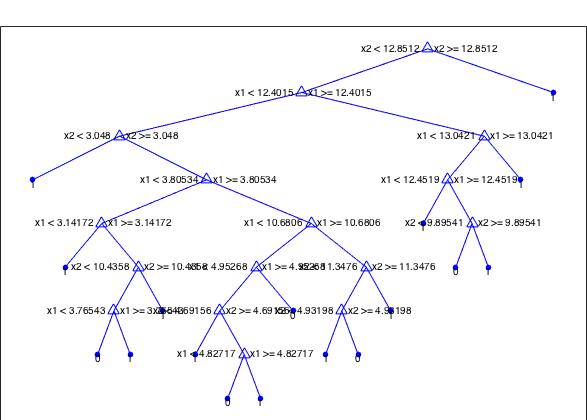 x2 < 12.8512 x2 >= 12.8512
x1 < 12.4015 x1 >= 12.4015 1
x2 < 3.048 x2 >= 3.048 x1 < 13.0421 x1 >= 13.0421
1 x1 < 3.80534 x1 >= 3.80534 x1 < 12.4519 x1 >= 12.4519 1
x1 < 3.14172 x1 >= 3.14172 x1 < 10.6806 x1 >= 10.6806 x2 < 9.89541 x2 >= 9.89541
1 x2 < 10.4358 x2 >= 10.4358 x1 < 4.95268 x1 >= 4.95268 x2 < 11.3476 x2 >= 11.3476 0 1
x1 < 3.76543 x1 >= 3.76543 x2 < 4.69156 x2 >= 4.69156 0 x2 < 4.93198 x2 >= 4.93198 1
0 1 1 x1 < 4.82717 x1 >= 4.82717 1 0
0 1